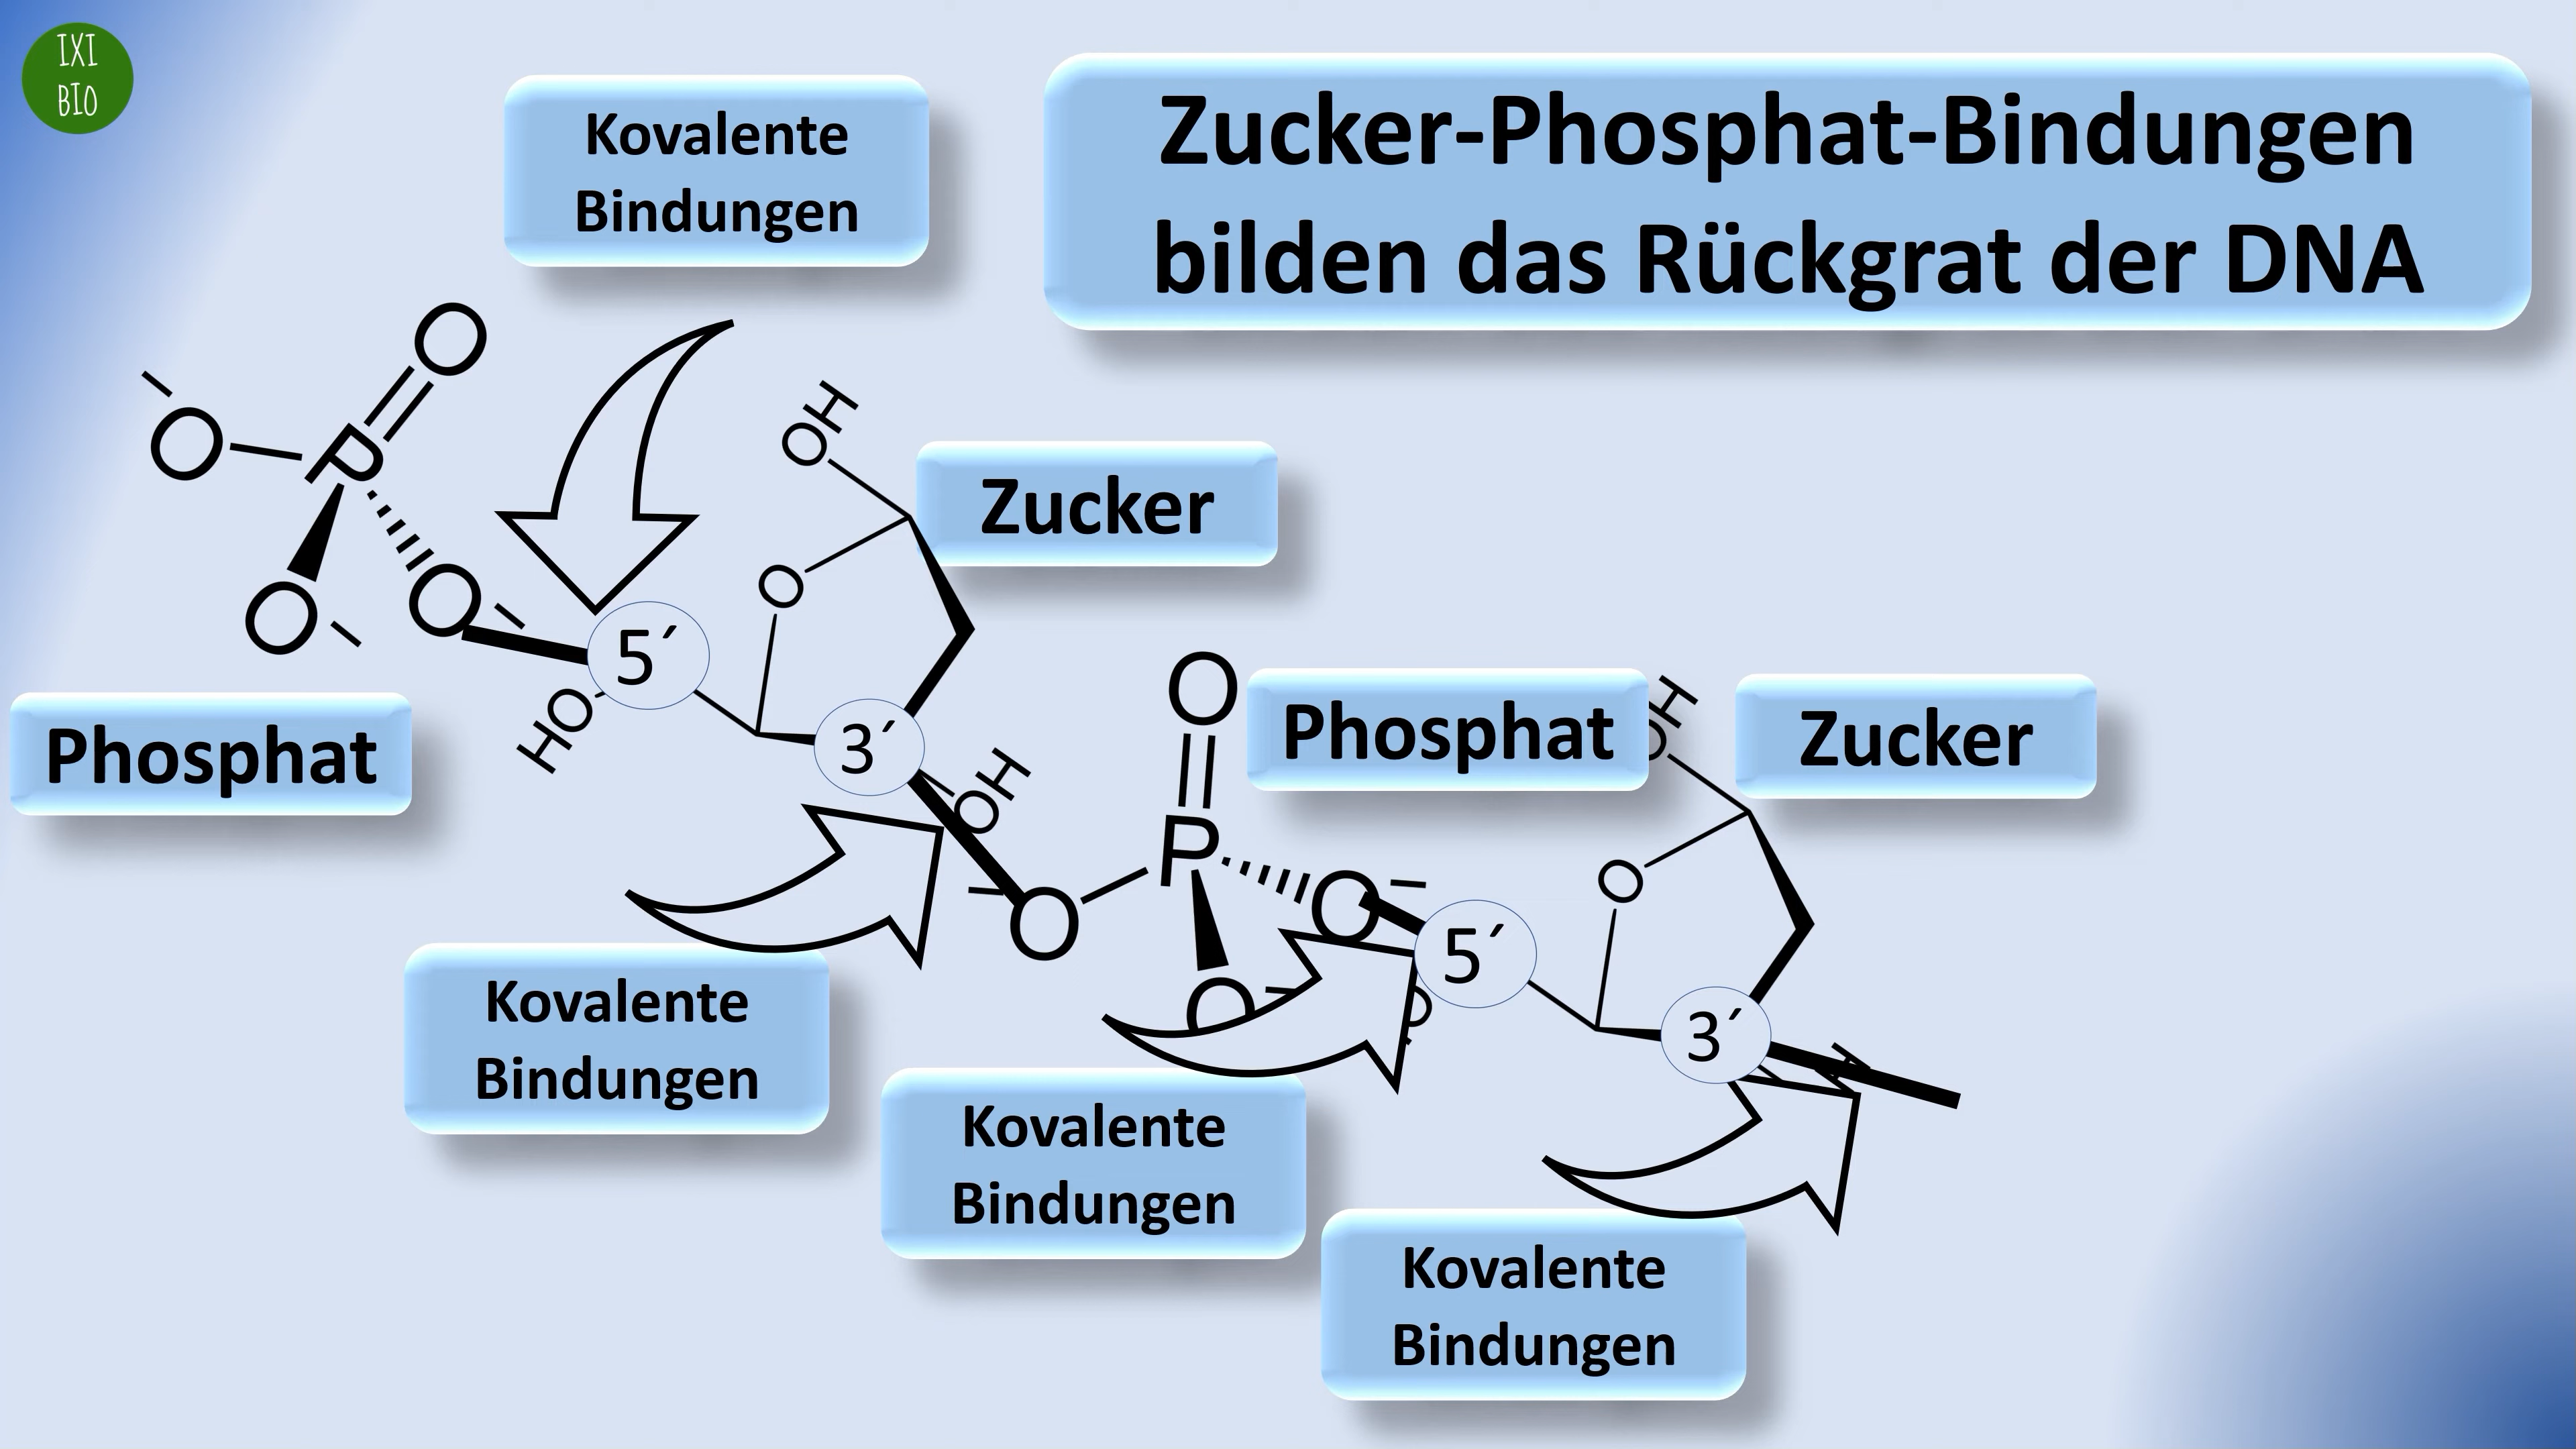 IXI
BIO
Kovalente
Bindungen
Zucker-Phosphat-Bindungen
bilden das Rückgrat der DNA
O
O
P
O
O
OH
O
Zucker
5´
HO
3´
OH
Phosphat
O
P
O
O
O
Phosphat
OH
Zucker
O
5´
3´
Kovalente
Bindungen
Kovalente
Bindungen
Kovalente
Bindungen